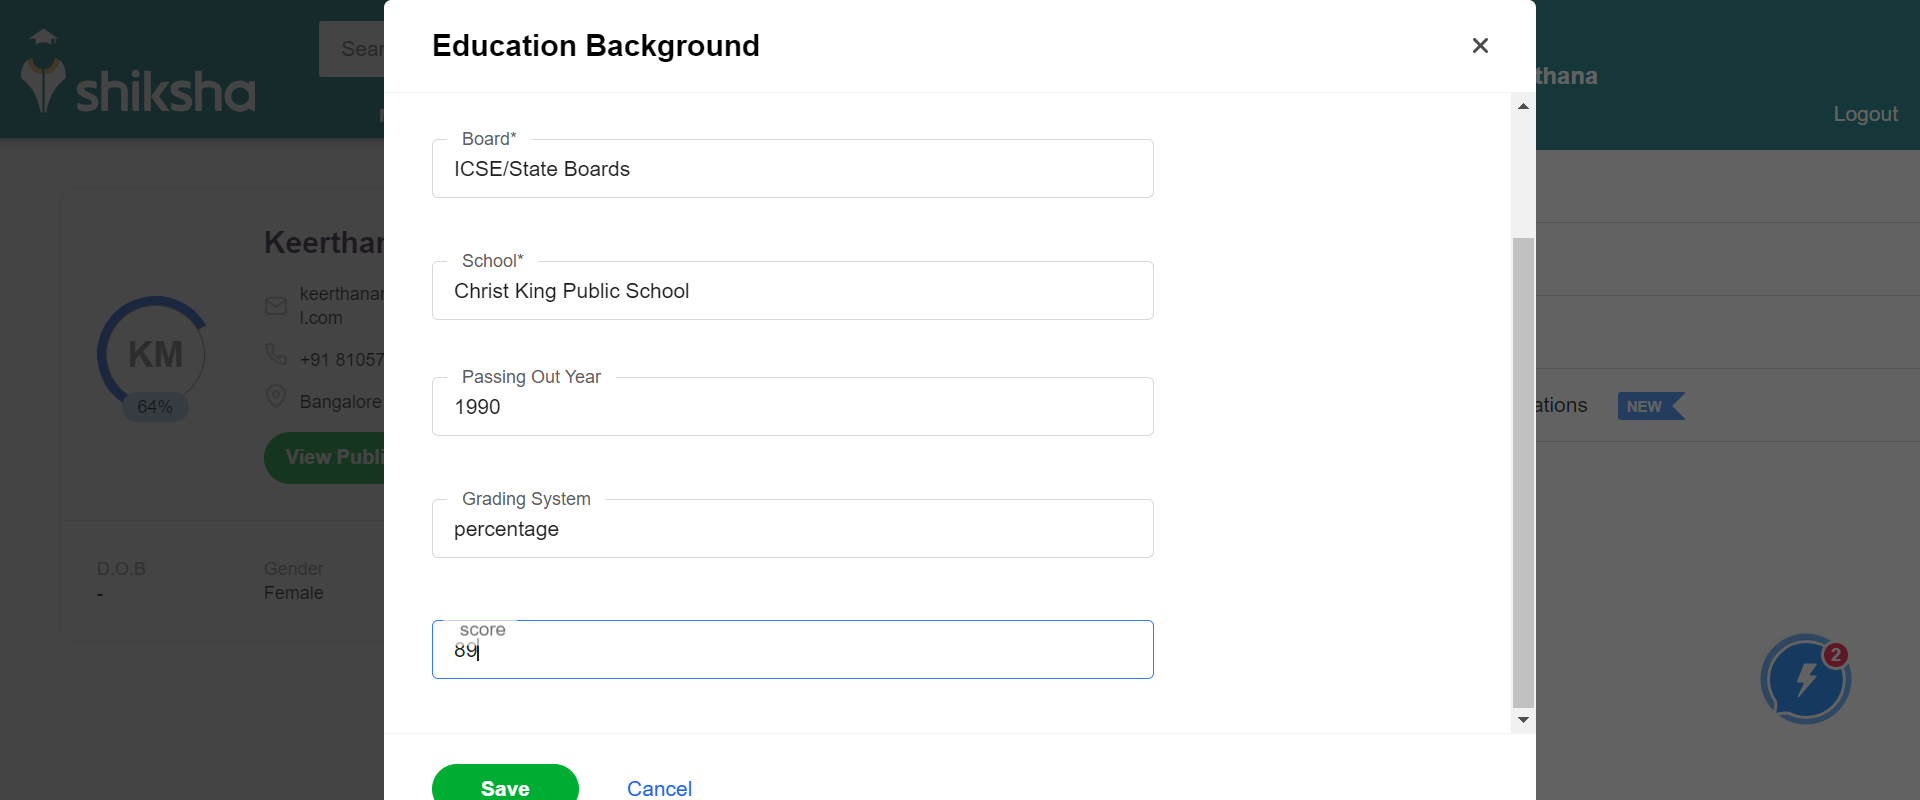 Education Background
shiksha
Sear
thana
Logout
Board*
ICSE/State Boards
School*
Christ King Public School
Passing Out Year
1990
Grading System
percentage
score
89
Save
Cancel
Keerthan
keerthanar
l.com
+91 81057
Bangalore
KM
64%
View Publi
D.O.B
-
Gender
Female
ations
NEW
2